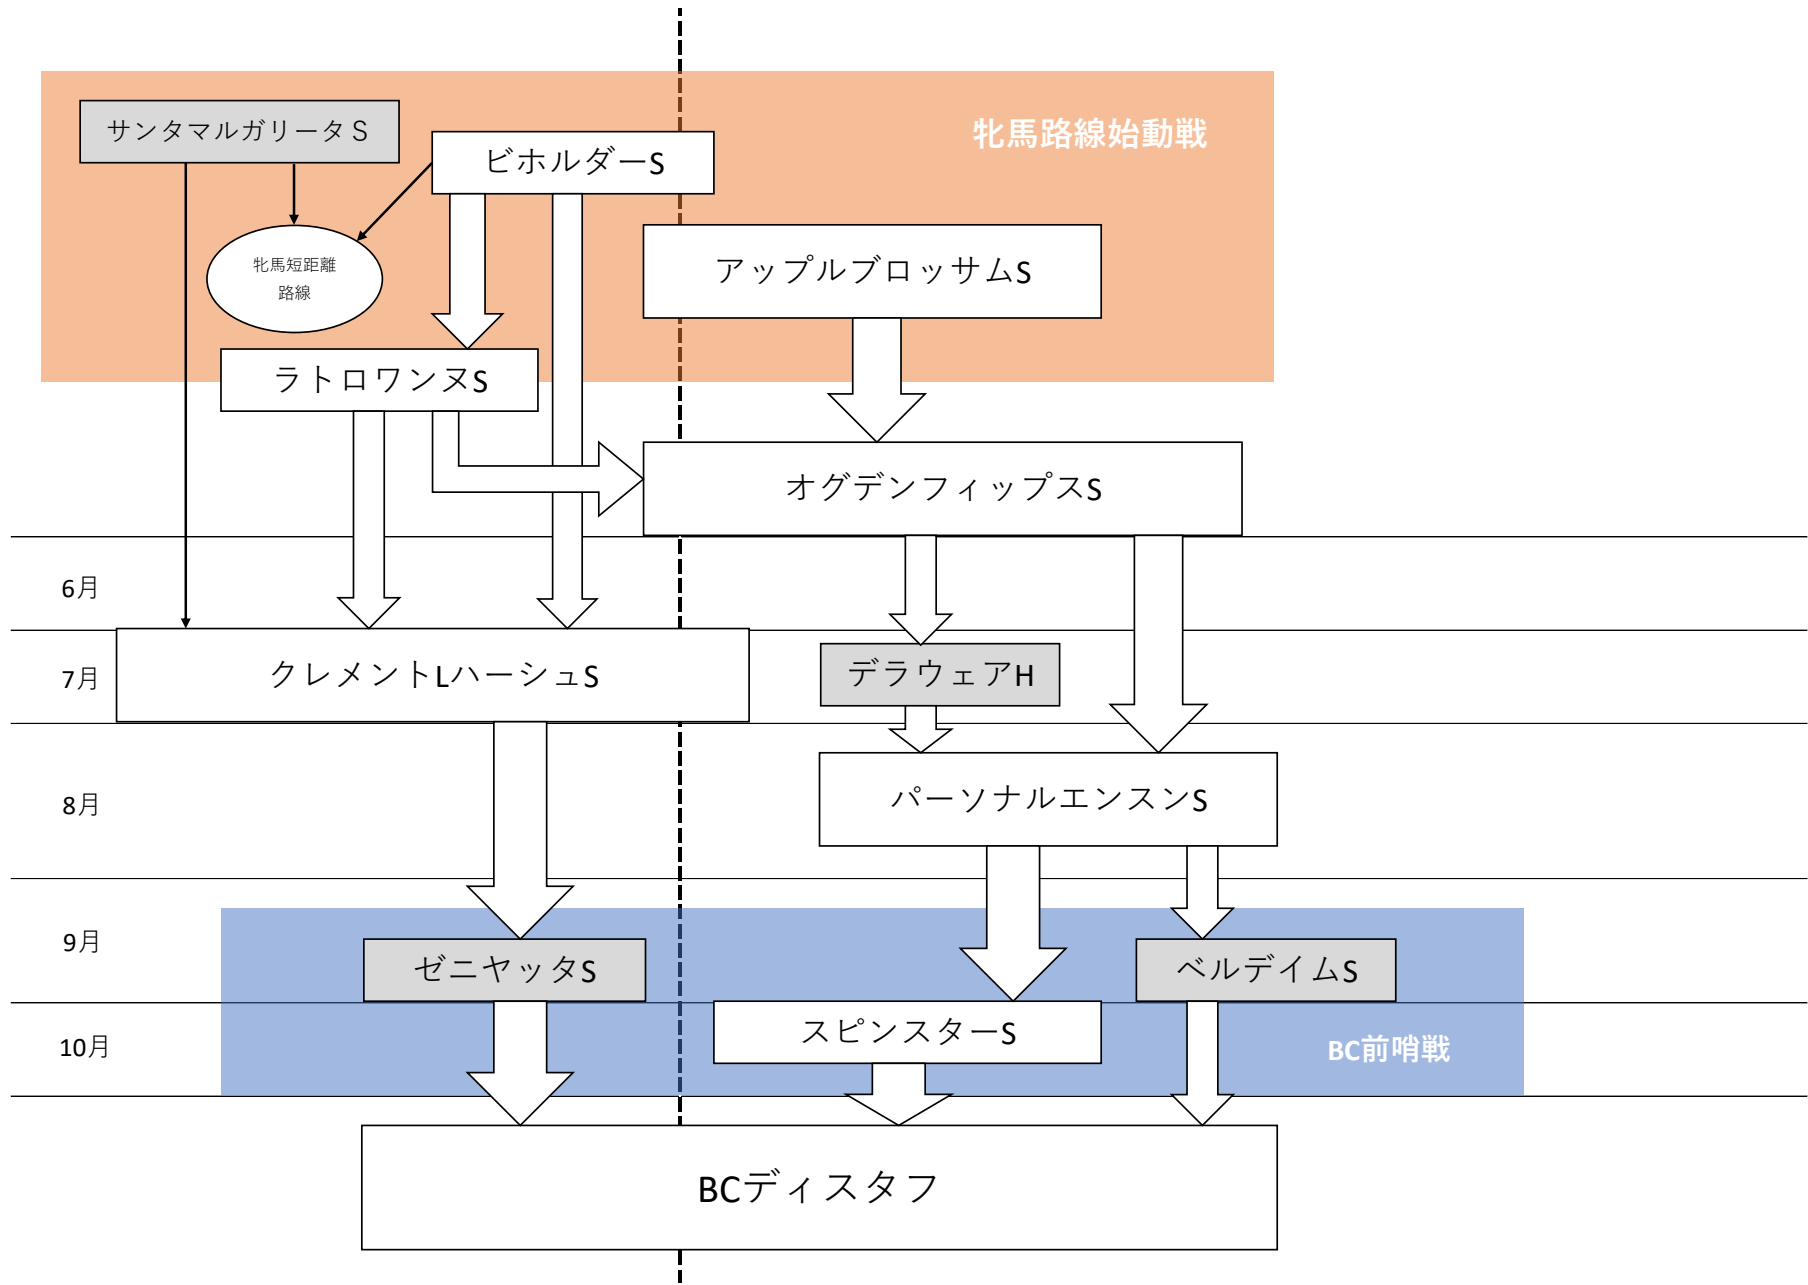 サンタマルガリータS
ビホルダーS
牝馬路線始動戦
牝馬短距離
路線
アップルブロッサムS
ラトロワンヌS
オグデンフィップスS
6月
7月
クレメントLハーシュS
デラウェアH
8月
パーソナルエンスンS
9月
ゼニヤッタS
ベルデイムS
10月
スピンスターS
BC前哨戦
BCディスタフ